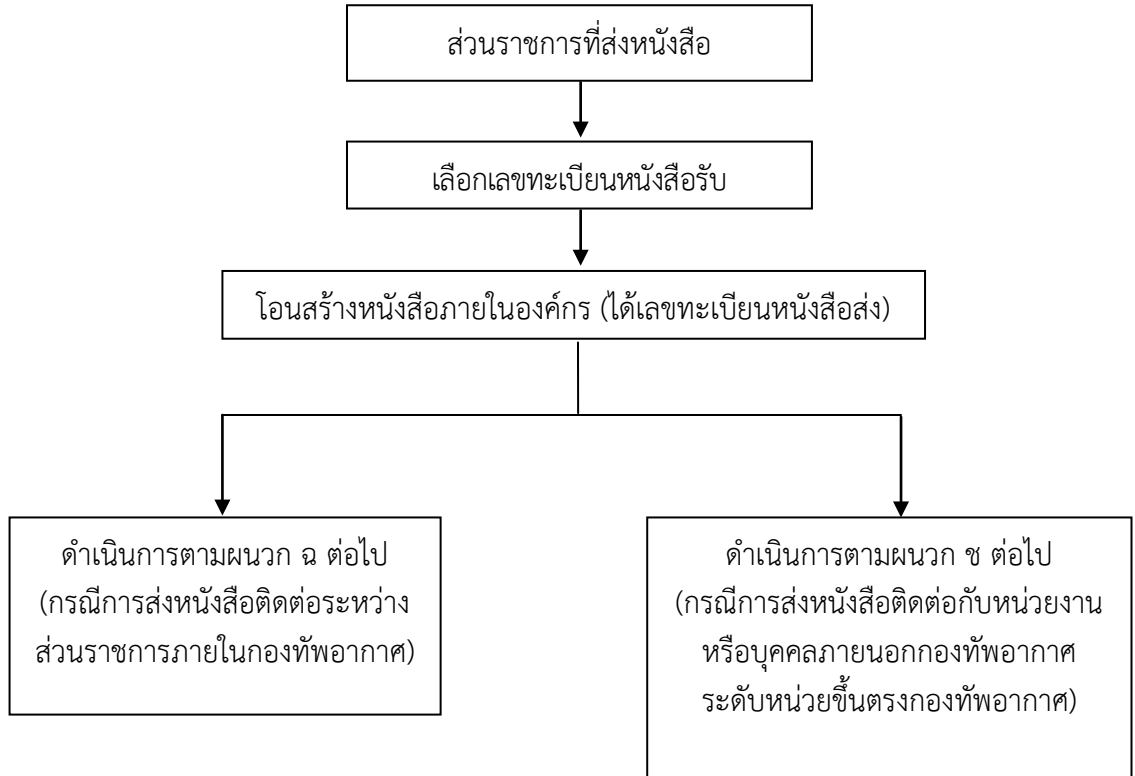 ส่วนราชการที่ส่งหนังสือ
เลือกเลขทะเบียนหนังสือรับ
โอนสร้างหนังสือภายในองค์กร (ได้เลขทะเบียนหนังสือส่ง)
ดำเนินการตามผนวก ฉ ต่อไป
(กรณีการส่งหนังสือติดต่อระหว่าง
ส่วนราชการภายในกองทัพอากาศ)
ดำเนินการตามผนวก ช ต่อไป
(กรณีการส่งหนังสือติดต่อกับหน่วยงาน
หรือบุคคลภายนอกกองทัพอากาศ
ระดับหน่วยขึ้นตรงกองทัพอากาศ)